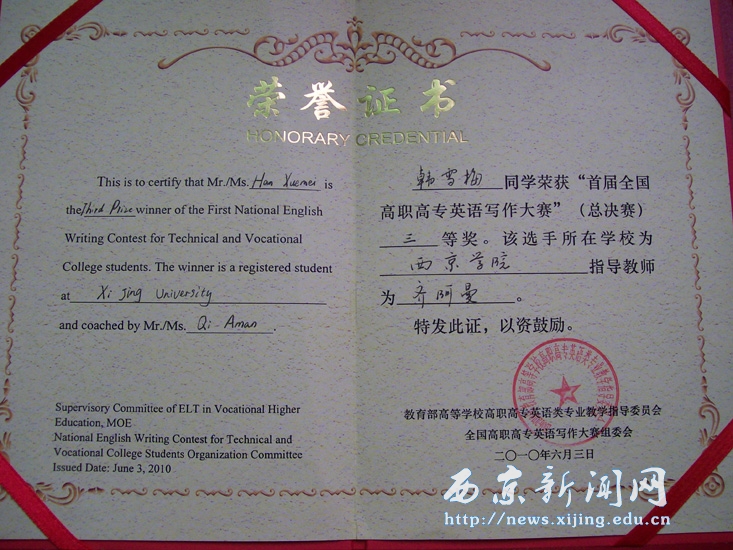 荣誉证书
HONORARY CREDENTIAL
This is to certify that Mr./Ms. Han Xuemei is
the Third Prize winner of the First National English
Writing Contest for Technical and Vocational
College students. The winner is a registered student
at Xi Jing University
and coached by Mr./Ms. Qi-Aman.
Supervisory Committee of ELT in Vocational Higher
Education, MOE
National English Writing Contest for Technical and
Vocational College Students Organization Committee
Issued Date: June 3, 2010
韩雪梅同学荣获“首届全国
高职高专英语写作大赛”（总决赛）
三等奖。该选手所在学校为
西京学院指导教师
为齐阿曼。
特发此证，以资鼓励。
教育部高等学校高职高专英语类专业教学指导委员会
全国高职高专英语写作大赛组委会
二〇一〇年六月三日
西京新闻网
http://news.xijing.edu.cn